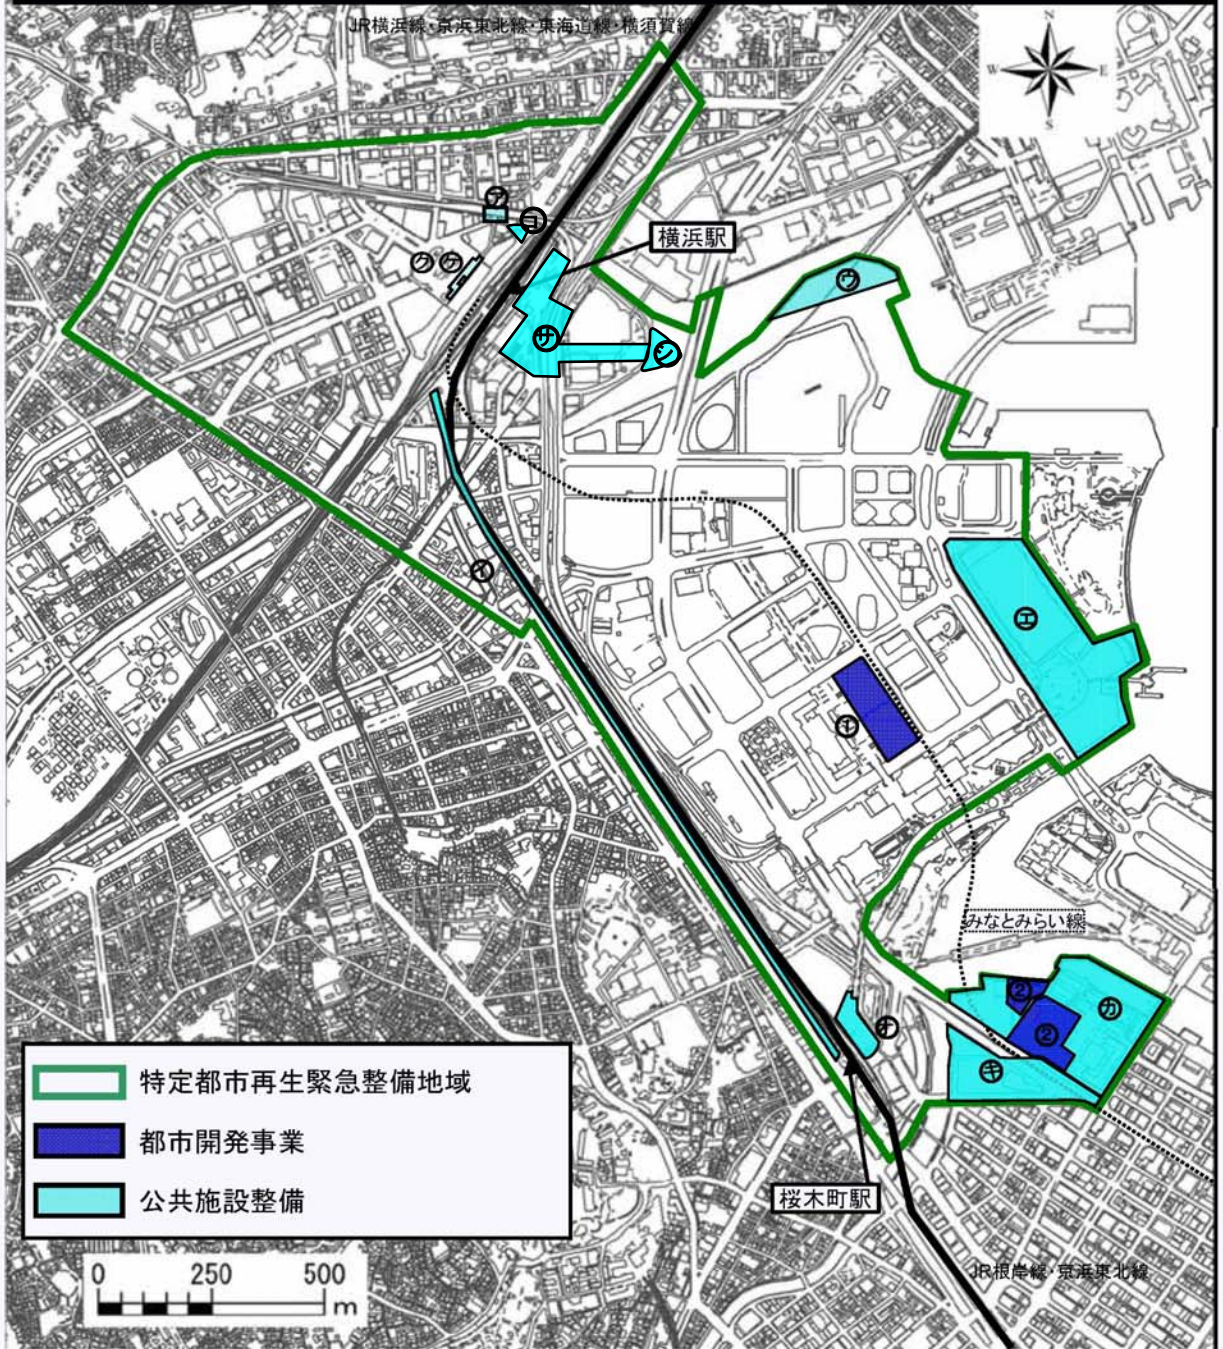 JR横浜線・京浜東北線・東海道線・横須賀線
N
W
E
S
㋐
㋙
横浜駅
㋗㋘
㋒
㋚
㋛
㋑
㋓
①
みなとみらい線
②
㋕
②
㋔
㋖
特定都市再生緊急整備地域
都市開発事業
公共施設整備
桜木町駅
JR根岸線・京浜東北線
0 250 500
m